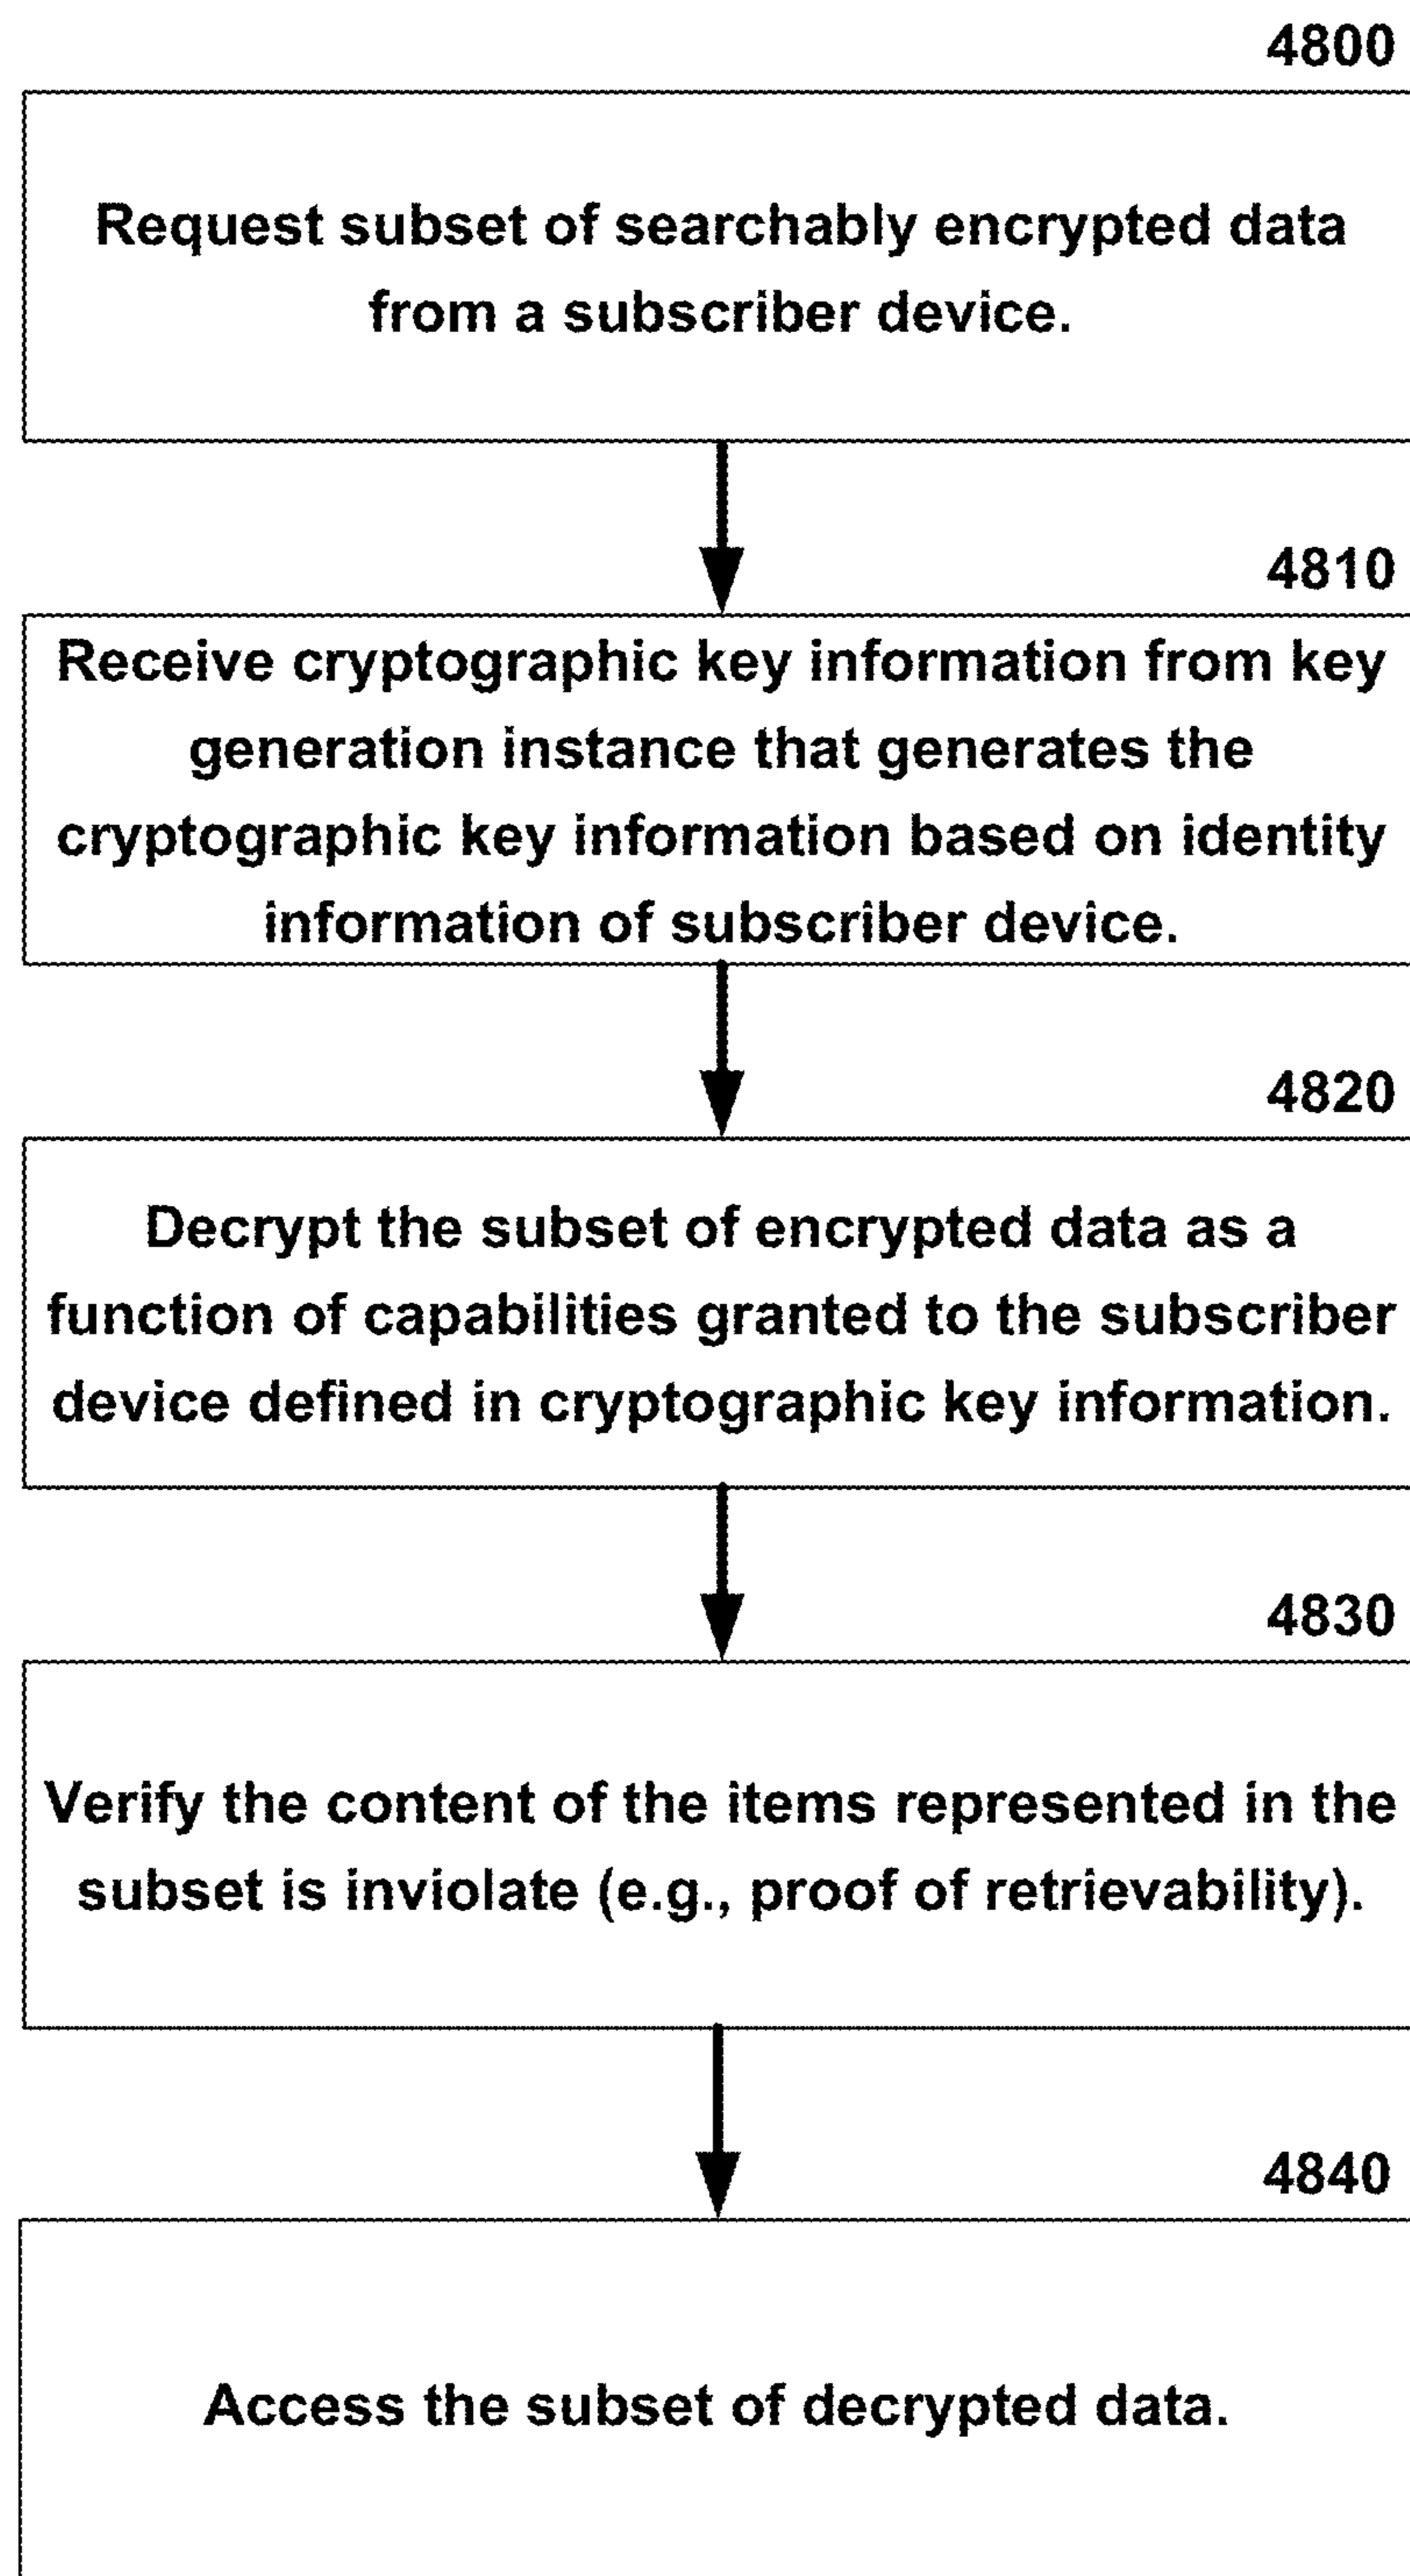 4800
Request subset of searchably encrypted data
from a subscriber device.
4810
Receive cryptographic key information from key
generation instance that generates the
cryptographic key information based on identity
information of subscriber device.
4820
Decrypt the subset of encrypted data as a
function of capabilities granted to the subscriber
device defined in cryptographic key information.
4830
Verify the content of the items represented in the
subset is inviolate (e.g., proof of retrievability).
4840
Access the subset of decrypted data.